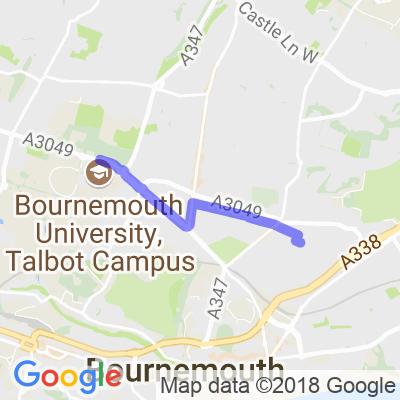 Castle Ln W
A347
A3049
Bournemouth
University,
Talbot Campus
A3049
A338
A347
Bournemouth
Google
Map data ©2018 Google